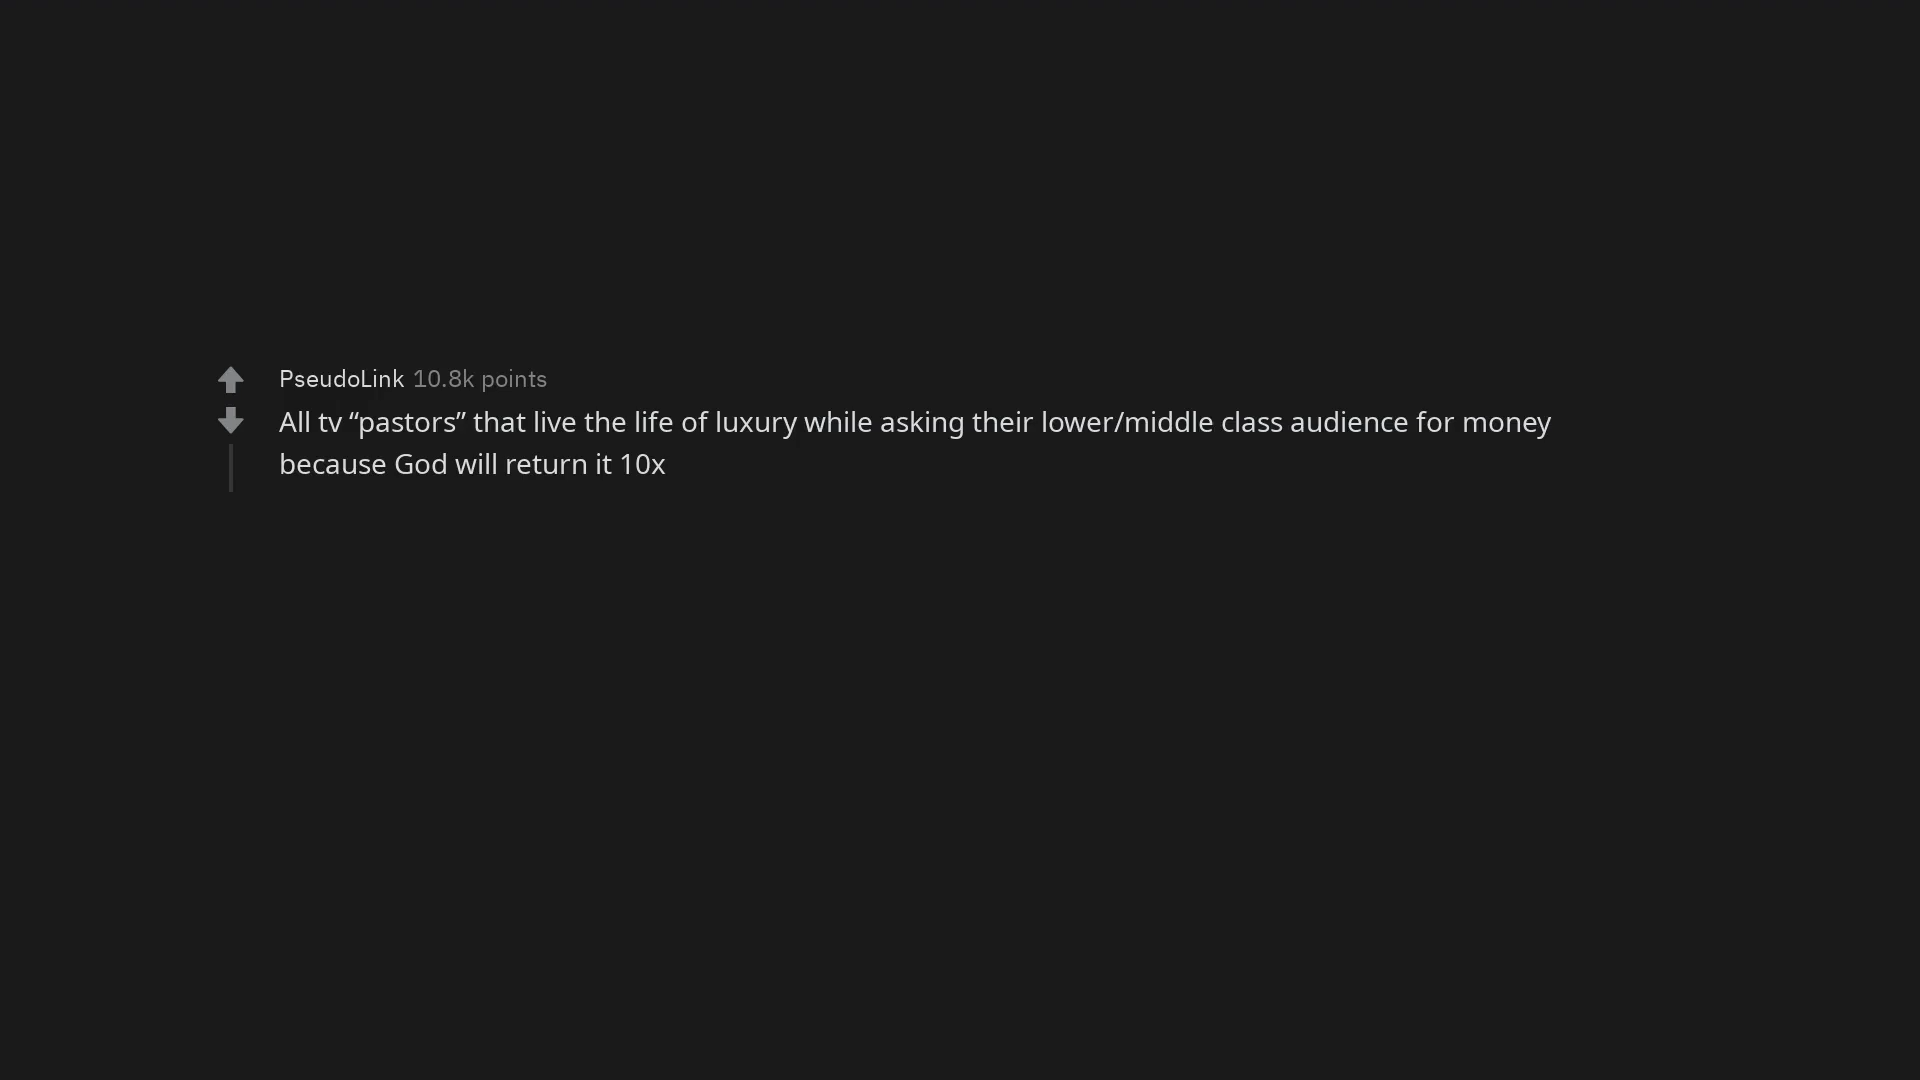 PseudoLink 10.8k points
All tv “pastors” that live the life of luxury while asking their lower/middle class audience for money
because God will return it 10x